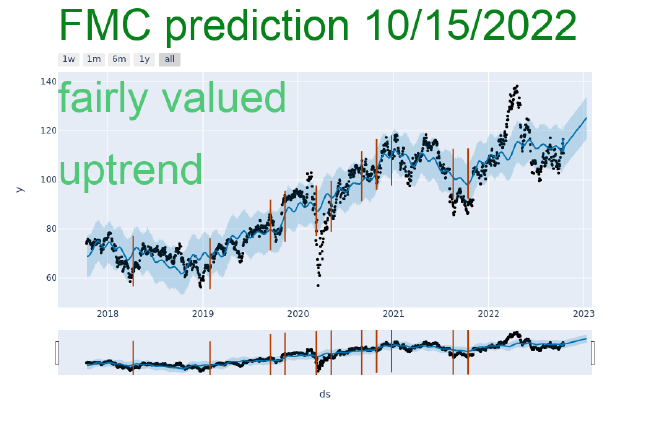 FMC prediction 10/15/2022
1w 1m 6m 1y all
140
fairly valued
120
uptrend
100
y
80
60
2018 2019 2020 2021 2022 2023
ds